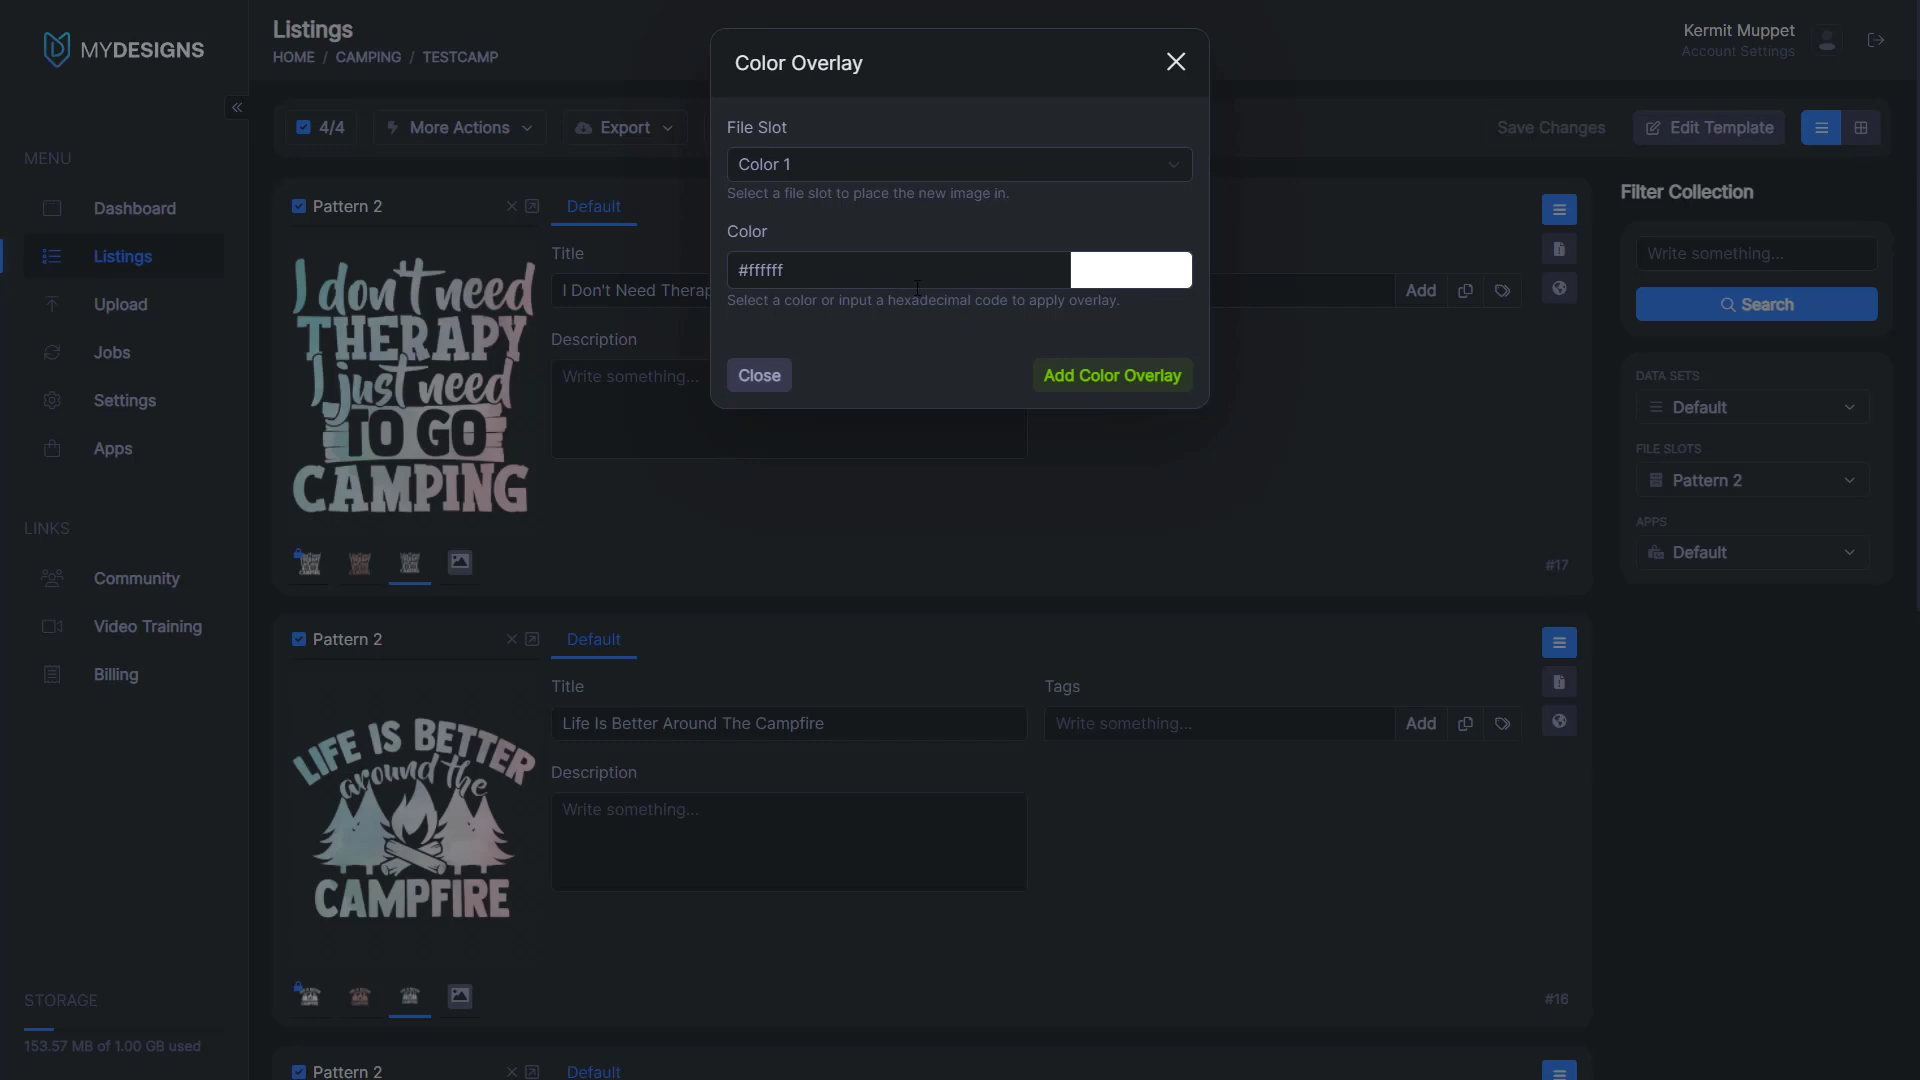 MYDESIGNS
Listings
HOME / CAMPING / TESTCAMP
Kermit Muppet
Account Settings
4/4
More Actions
Export
Save Changes
Edit Template
MENU
Dashboard
Listings
Upload
Jobs
Settings
Apps
LINKS
Community
Video Training
Billing
STORAGE
153.57 MB of 1.00 GB used
Color Overlay
File Slot
Color 1
Select a file slot to place the new image in.
Color
#ffffff
Select a color or input a hexadecimal code to apply overlay.
Close
Add Color Overlay
Pattern 2
Default
I don't need
THERAPY
I just need
TO GO
CAMPING
Title
I Don't Need Therap
Add
Description
Write something...
#17
Pattern 2
Default
LIFE IS BETTER
around the
CAMPFIRE
Title
Life Is Better Around The Campfire
Tags
Write something...
Add
Description
Write something...
#16
Pattern 2
Default
Filter Collection
Write something...
Search
DATA SETS
Default
FILE SLOTS
Pattern 2
APPS
Default